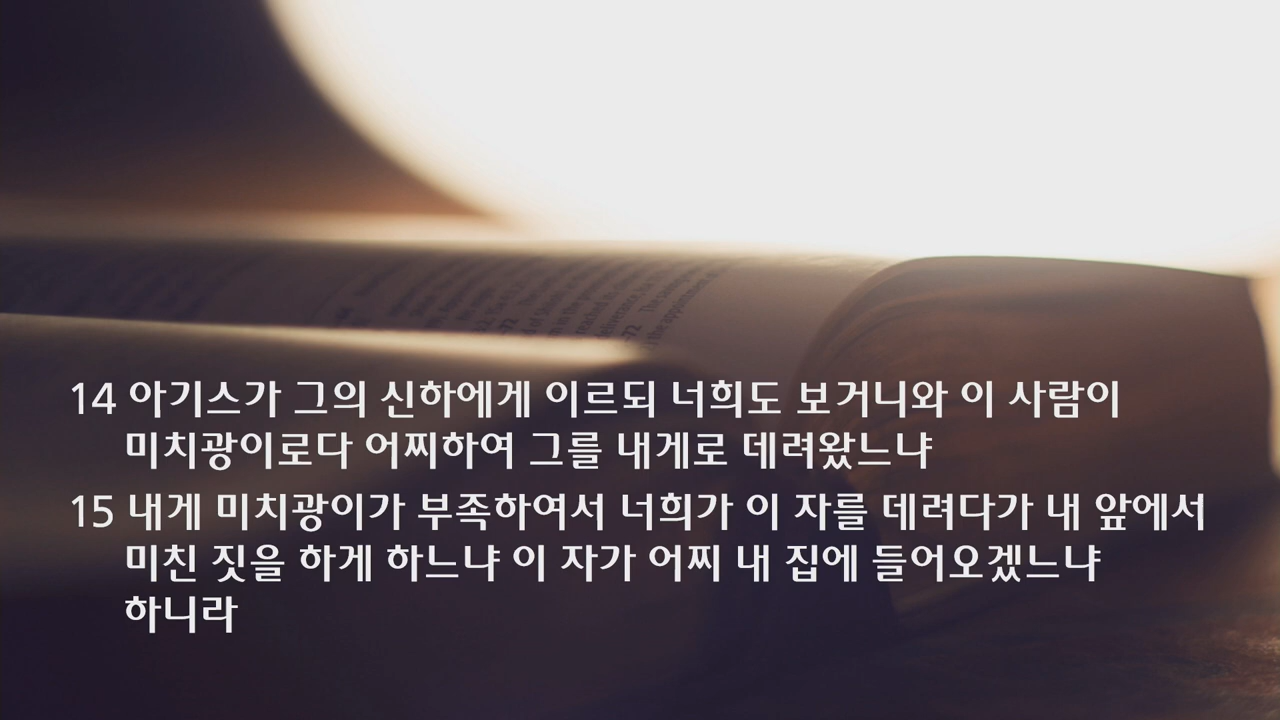 14 아기스가 그의 신하에게 이르되 너희도 보거니와 이 사람이
미치광이로다 어찌하여 그를 내게로 데려왔느냐
15 내게 미치광이가 부족하여서 너희가 이 자를 데려다가 내 앞에서
미친 짓을 하게 하느냐 이 자가 어찌 내 집에 들어오겠느냐
하니라